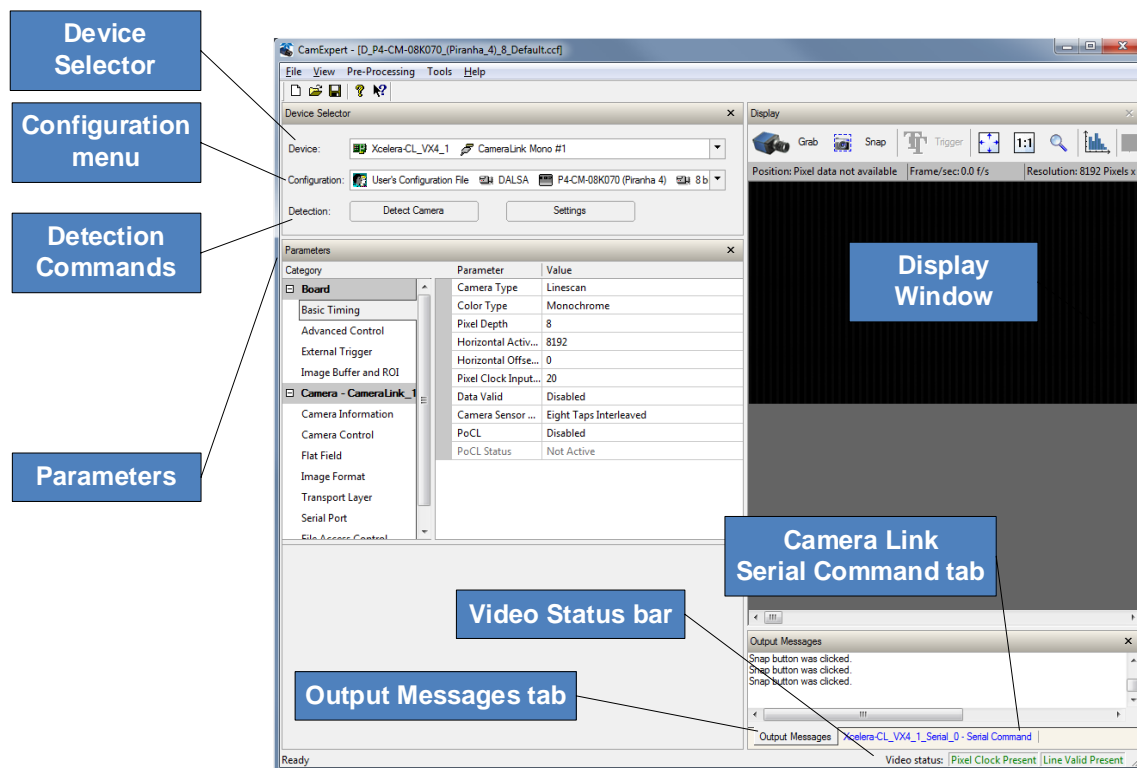 Device
Selector
Configuration
menu
Detection
Commands
Parameters
CamExpert - [D_P4-CM-08K070_(Piranha_4)_8_Default.ccf]
File View Pre-Processing Tools Help
Device Selector
Device: Xcelera-CL_VX4_1 CameraLink Mono #1
Configuration: User's Configuration File DALSA P4-CM-08K070 (Piranha 4) 8 b
Detection: Detect Camera Settings
Parameters
Category Parameter Value
Board
Basic Timing
Advanced Control
External Trigger
Image Buffer and ROI
Camera - CameraLink_1
Camera Information
Camera Control
Flat Field
Image Format
Transport Layer
Serial Port
File Access Control
Camera Type Linescan
Color Type Monochrome
Pixel Depth 8
Horizontal Activ... 8192
Horizontal Offse... 0
Pixel Clock Input... 20
Data Valid Disabled
Camera Sensor ... Eight Taps Interleaved
PoCL Disabled
PoCL Status Not Active
Display
Grab Snap Trigger 1:1
Position: Pixel data not available Frame/sec: 0.0 f/s Resolution: 8192 Pixels x
Display
Window
Camera Link
Serial Command tab
Video Status bar
Output Messages tab
Output Messages
Snap button was clicked.
Snap button was clicked.
Snap button was clicked.
Output Messages Xcelera-CL_VX4_1_Serial_0 - Serial Command
Ready Video status: Pixel Clock Present Line Valid Present